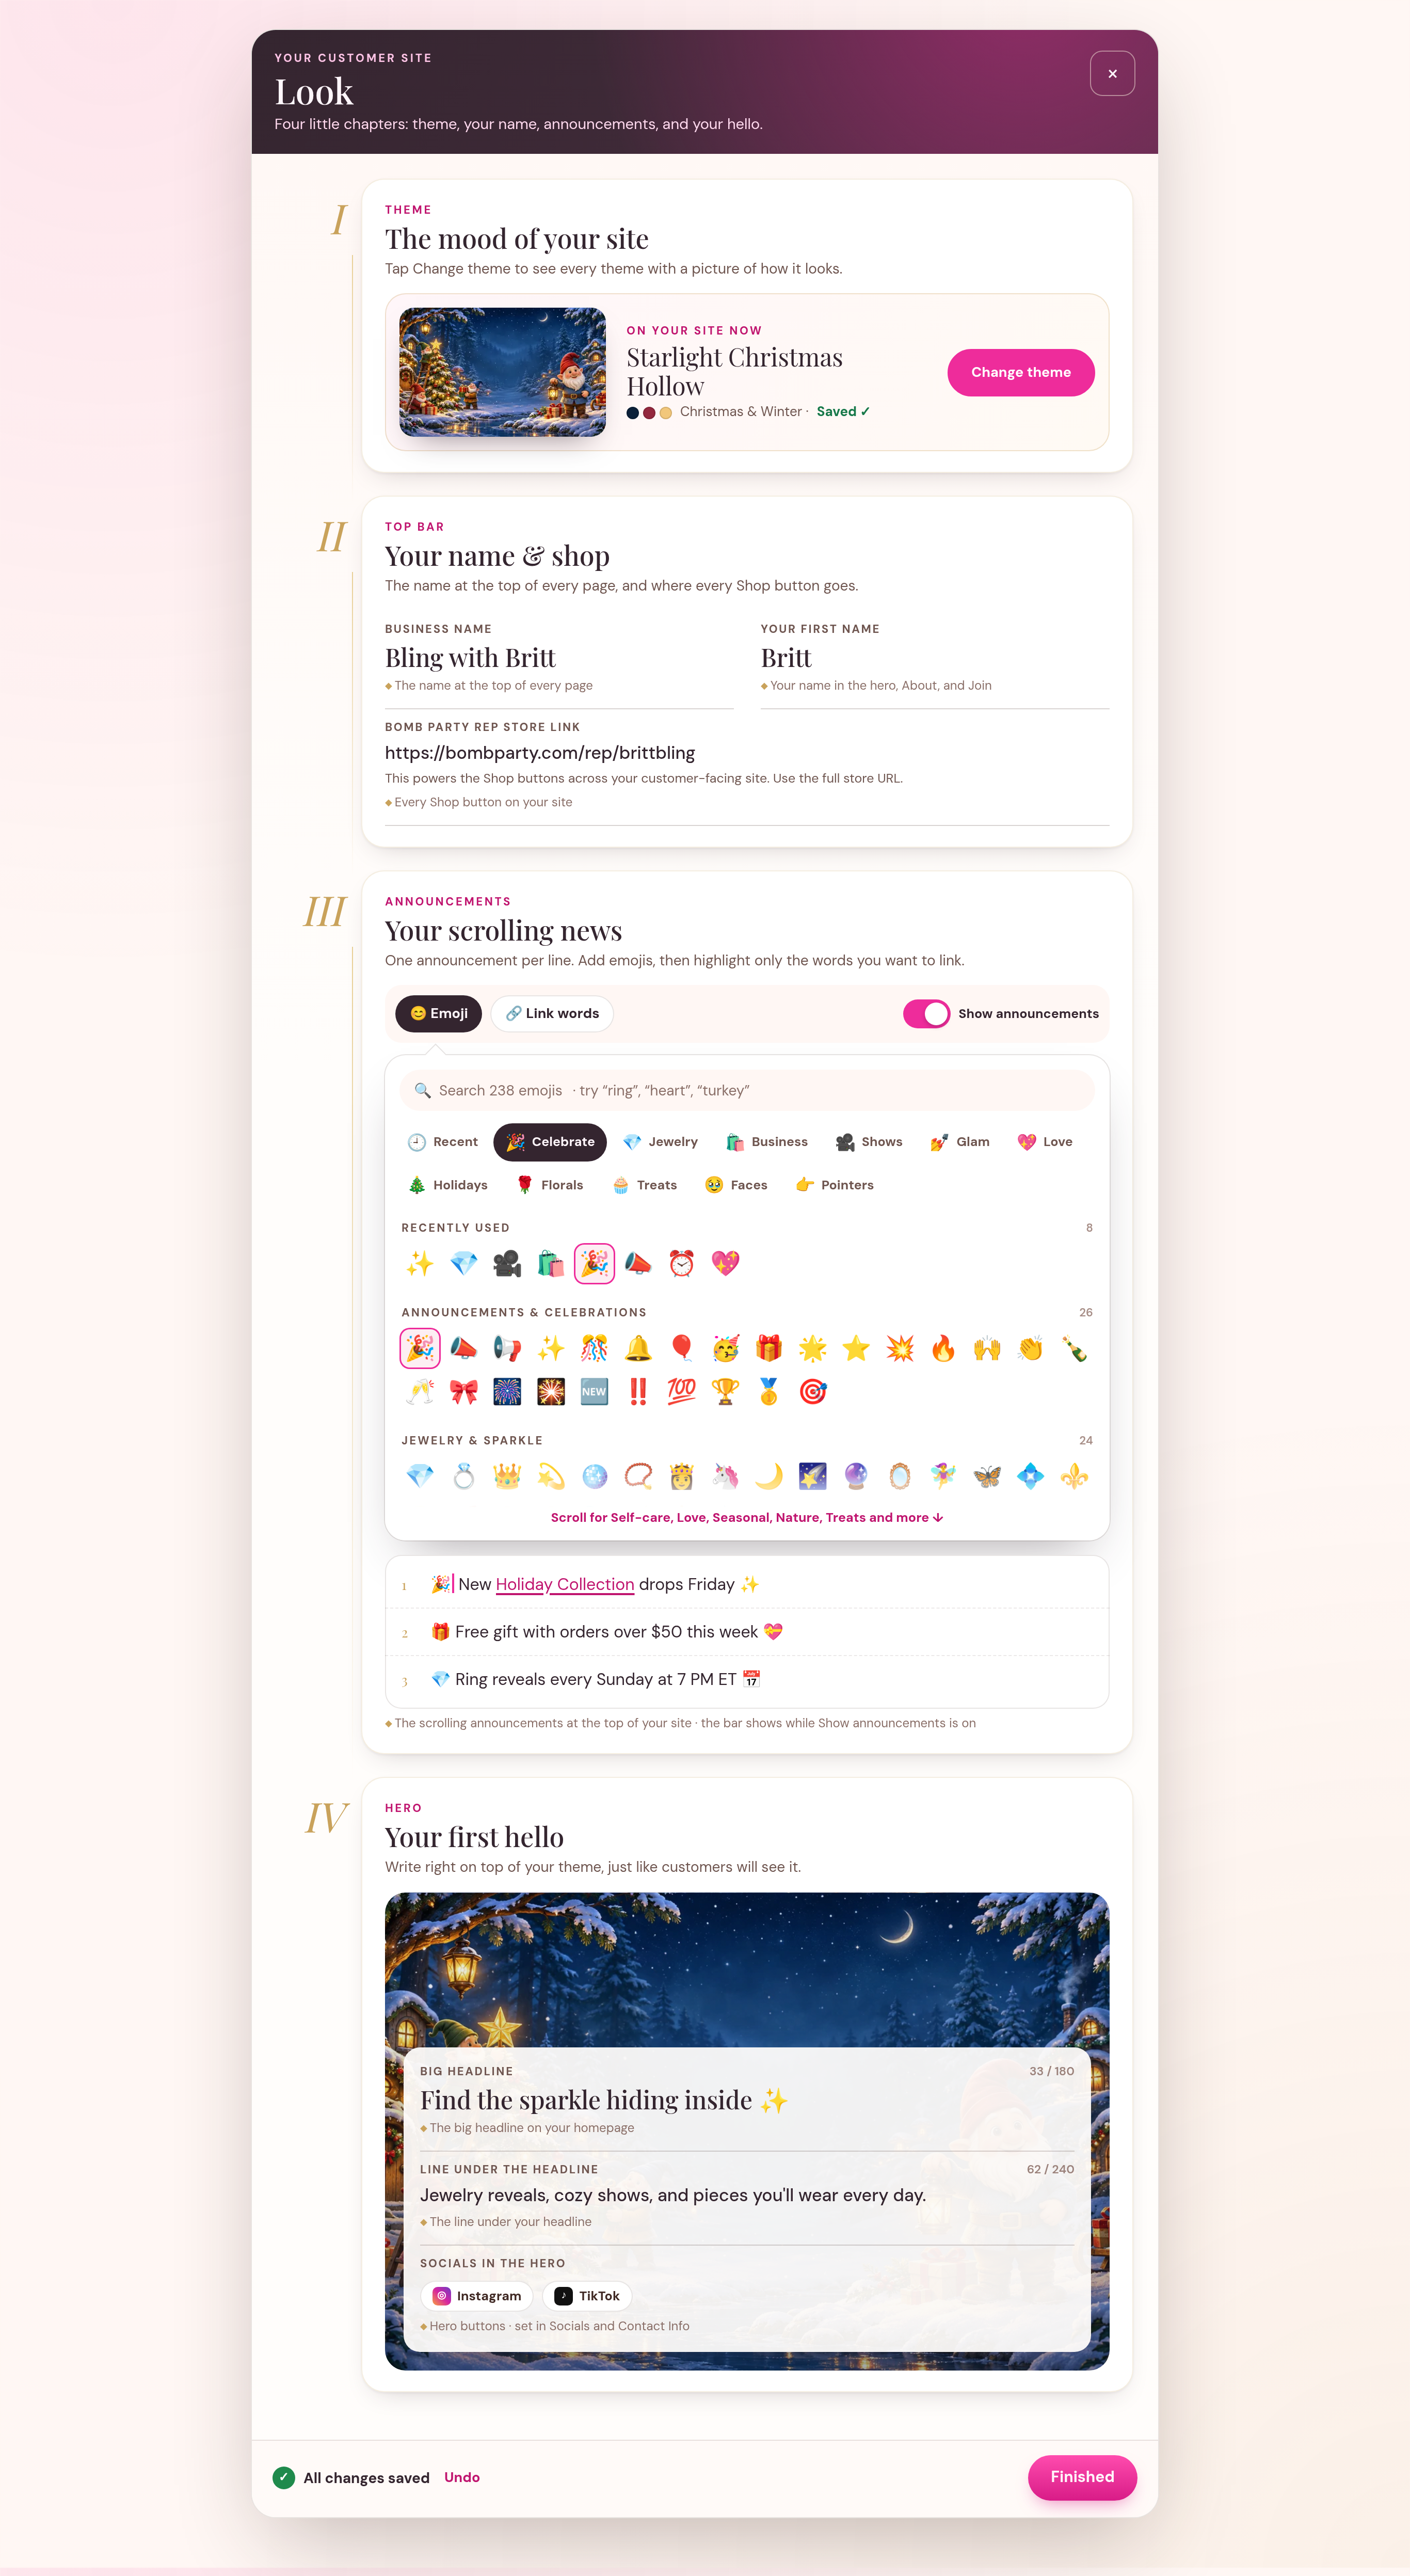 YOUR CUSTOMER SITE
Look
Four little chapters: theme, your name, announcements, and your hello.
×
I
THEME
The mood of your site
Tap Change theme to see every theme with a picture of how it looks.
ON YOUR SITE NOW
Starlight Christmas
Hollow
Christmas & Winter · Saved ✓
Change theme
II
TOP BAR
Your name & shop
The name at the top of every page, and where every Shop button goes.
BUSINESS NAME
Bling with Britt
◆ The name at the top of every page
YOUR FIRST NAME
Britt
◆ Your name in the hero, About, and Join
BOMB PARTY REP STORE LINK
https://bombparty.com/rep/brittbling
This powers the Shop buttons across your customer-facing site. Use the full store URL.
◆ Every Shop button on your site
III
ANNOUNCEMENTS
Your scrolling news
One announcement per line. Add emojis, then highlight only the words you want to link.
😊 Emoji
🔗 Link words
Show announcements
🔍 Search 238 emojis · try “ring”, “heart”, “turkey”
🕘 Recent 🎉 Celebrate 💎 Jewelry 🛍️ Business 🎥 Shows 💅 Glam 💖 Love
🎄 Holidays 🌹 Florals 🧁 Treats 🥹 Faces 👉 Pointers
RECENTLY USED 8
ANNOUNCEMENTS & CELEBRATIONS 26
NEW 100
JEWELRY & SPARKLE 24
Scroll for Self-care, Love, Seasonal, Nature, Treats and more ↓
1 🎉 New Holiday Collection drops Friday ✨
2 🎁 Free gift with orders over $50 this week 💝
3 💎 Ring reveals every Sunday at 7 PM ET 📅
◆ The scrolling announcements at the top of your site · the bar shows while Show announcements is on
IV
HERO
Your first hello
Write right on top of your theme, just like customers will see it.
BIG HEADLINE 33 / 180
Find the sparkle hiding inside ✨
◆ The big headline on your homepage
LINE UNDER THE HEADLINE 62 / 240
Jewelry reveals, cozy shows, and pieces you'll wear every day.
◆ The line under your headline
SOCIALS IN THE HERO
Instagram
TikTok
◆ Hero buttons · set in Socials and Contact Info
✓ All changes saved Undo
Finished